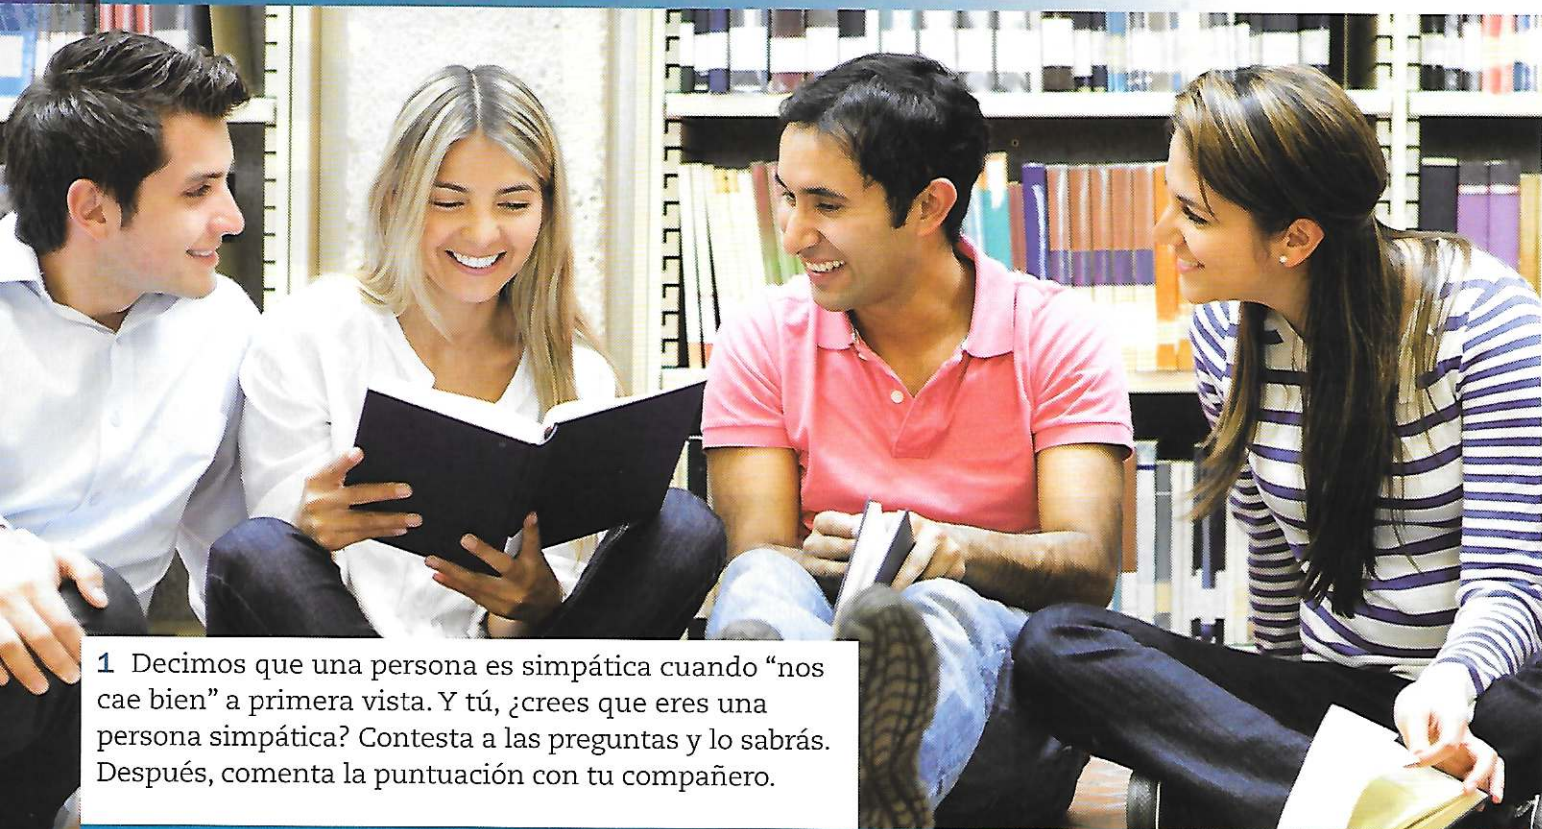 1 Decimos que una persona es simpática cuando “nos
cae bien” a primera vista. Y tú, ¿crees que eres una
persona simpática? Contesta a las preguntas y lo sabrás.
Después, comenta la puntuación con tu compañero.